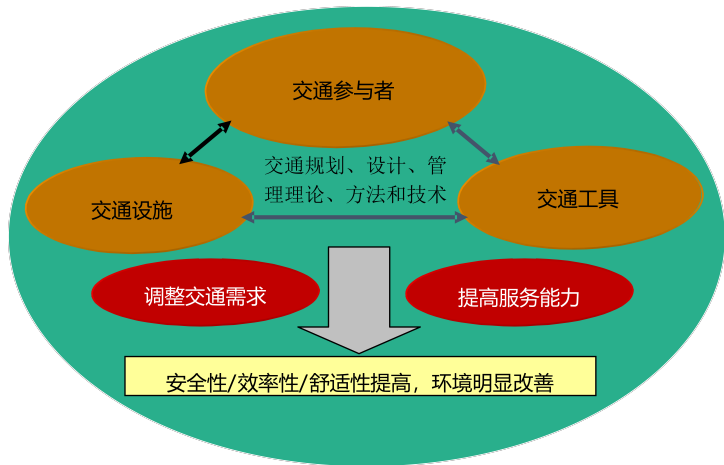 交通参与者
交通规划、设计、管
理理论、方法和技术
交通设施
交通工具
调整交通需求
提高服务能力
安全性/效率性/舒适性提高，环境明显改善